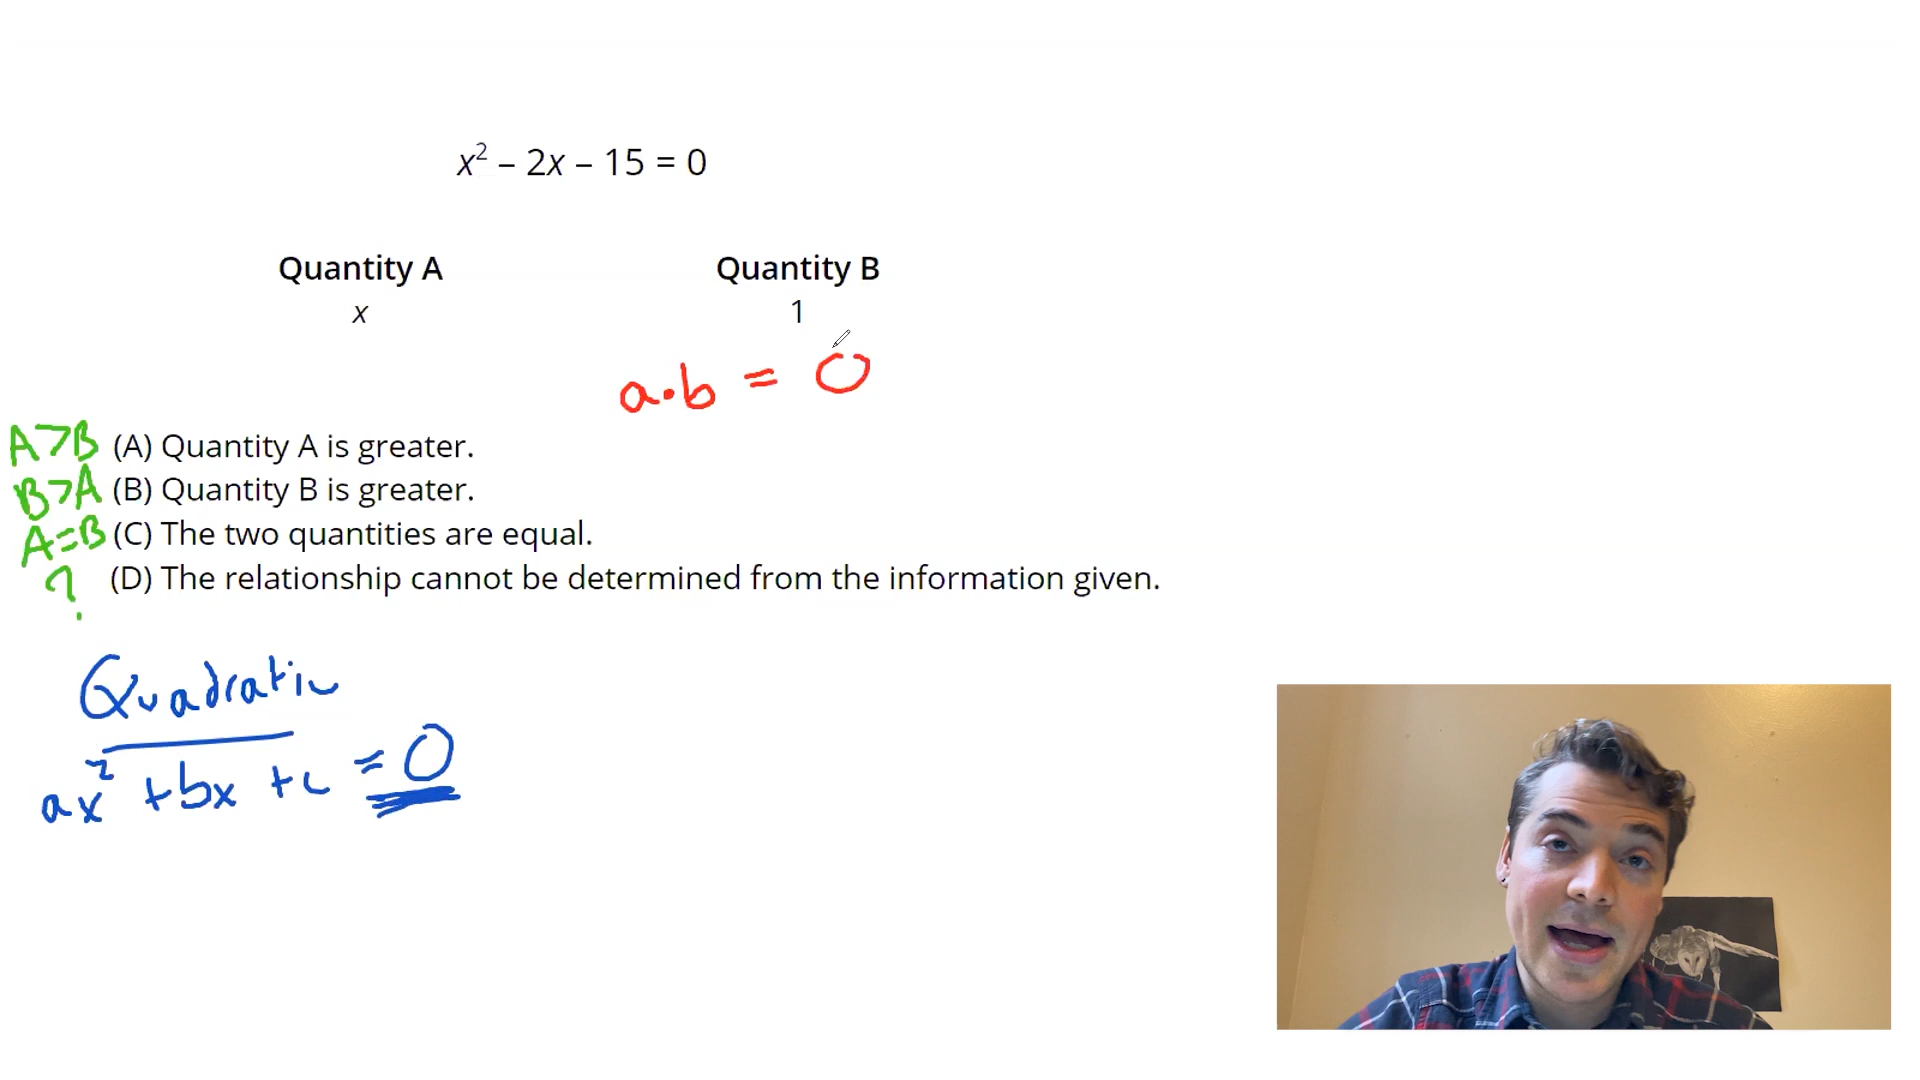 x² – 2x – 15 = 0
Quantity A Quantity B
x 1
a·b = 0
A>B (A) Quantity A is greater.
B>A (B) Quantity B is greater.
A=B (C) The two quantities are equal.
? (D) The relationship cannot be determined from the information given.
Quadratic
ax² +bx +c = 0